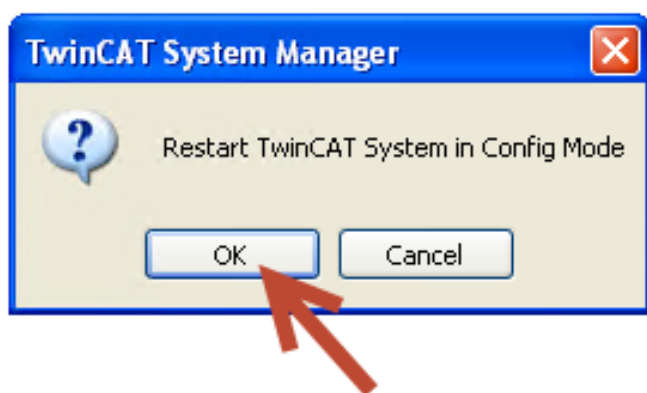 TwinCAT System Manager
Restart TwinCAT System in Config Mode
OK
Cancel